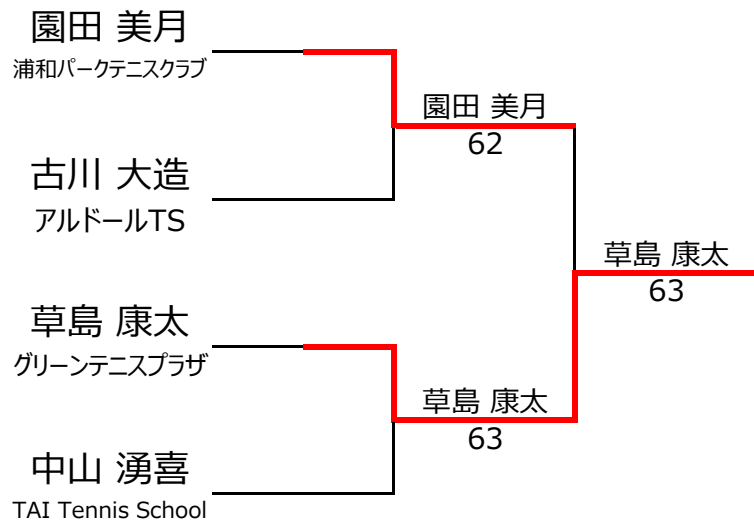 園田 美月
浦和パークテニスクラブ
園田 美月
62
古川 大造
アルドールTS
草島 康太
63
草島 康太
グリーンテニスプラザ
草島 康太
63
中山 湧喜
TAI Tennis School